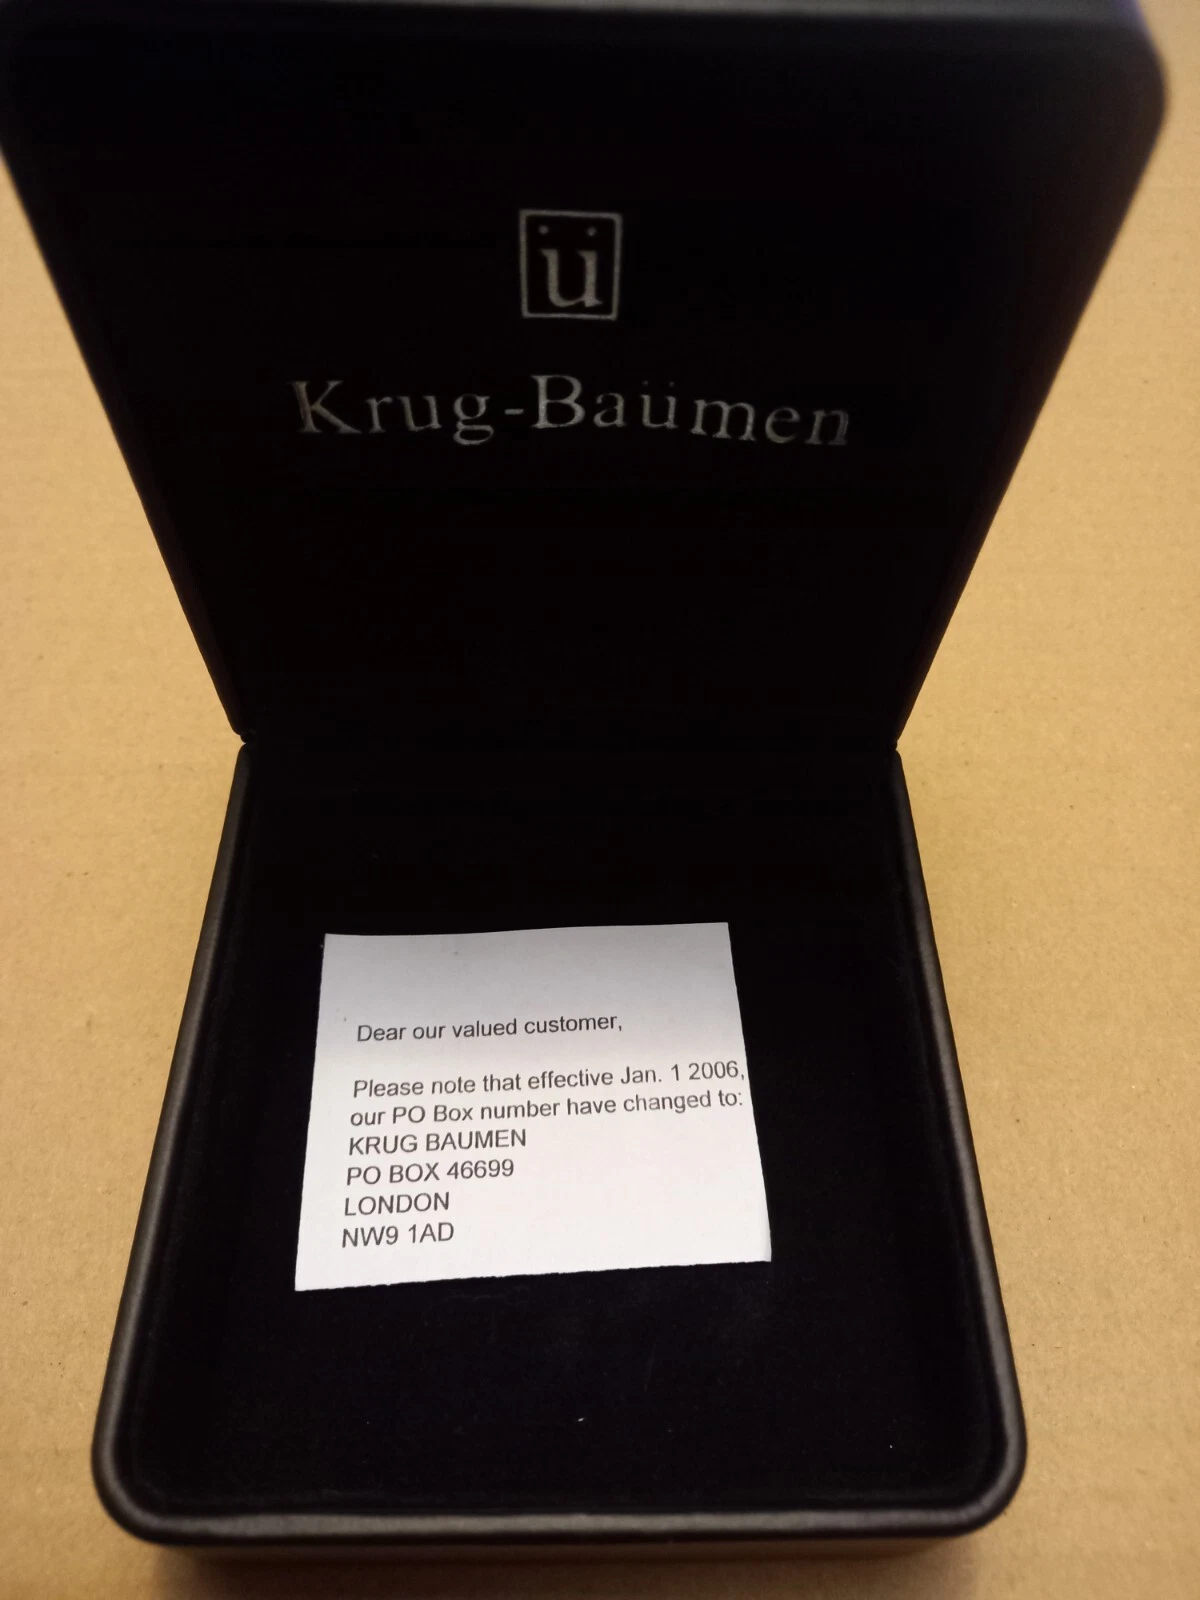 ü
Krug-Baümen
Dear our valued customer,
Please note that effective Jan. 1 2006,
our PO Box number have changed to:
KRUG BAUMEN
PO BOX 46699
LONDON
NW9 1AD